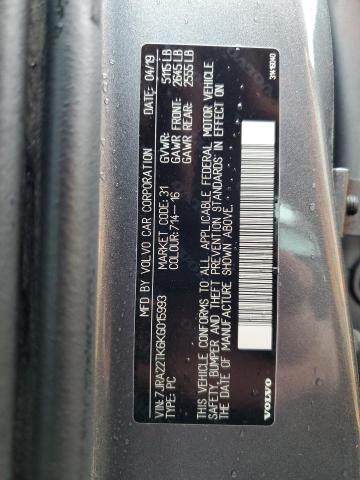 MFD BY VOLVO CAR CORPORATION DATE: 04/19
MARKET CODE: 31 GVWR: 5115 LB
COLOUR: 714-16 GAWR FRONT: 2645 LB
GAWR REAR: 2555 LB
VIN: 7JRA22TK6KG015993
TYPE: PC
THIS VEHICLE CONFORMS TO ALL APPLICABLE FEDERAL MOTOR VEHICLE
SAFETY, BUMPER AND THEFT PREVENTION STANDARDS IN EFFECT ON
THE DATE OF MANUFACTURE SHOWN ABOVE.
VOLVO